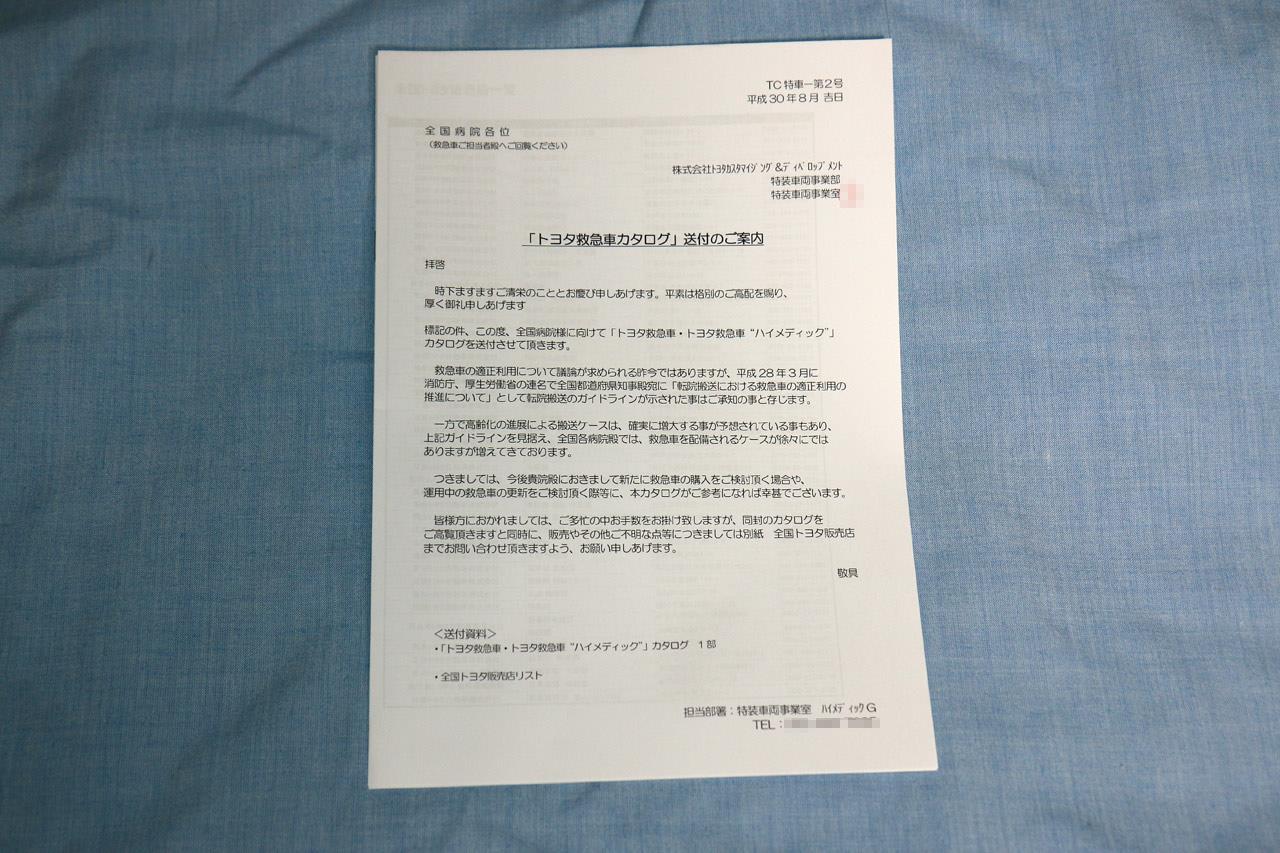 TC特車ー第2号
平成30年8月 吉日
全国病院各位
（救急車ご担当者殿へご回覧ください）
株式会社ﾄﾖﾀｶｽﾀﾏｲｼﾞﾝｸﾞ&ﾃﾞｨﾍﾞﾛｯﾌﾟﾒﾝﾄ
特装車両事業部
特装車両事業室
「トヨタ救急車カタログ」送付のご案内
拝啓
時下ますますご清栄のこととお慶び申しあげます。平素は格別のご高配を賜り、
厚く御礼申しあげます
標記の件、この度、全国病院様に向けて「トヨタ救急車・トヨタ救急車“ハイメディック”」
カタログを送付させて頂きます。
救急車の適正利用について議論が求められる昨今ではありますが、平成28年3月に
消防庁、厚生労働省の連名で全国都道府県知事殿宛に「転院搬送における救急車の適正利用の
推進について」として転院搬送のガイドラインが示された事はご承知の事と存じます。
一方で高齢化の進展による搬送ケースは、確実に増大する事が予想されている事もあり、
上記ガイドラインを見据え、全国各病院殿では、救急車を配備されるケースが徐々にでは
ありますが増えてきております。
つきましては、今後貴院殿におきまして新たに救急車の購入をご検討頂く場合や、
運用中の救急車の更新をご検討頂く際等に、本カタログがご参考になれば幸甚でございます。
皆様方におかれましては、ご多忙の中お手数をお掛け致しますが、同封のカタログを
ご高覧頂きますと同時に、販売やその他ご不明な点等につきましては別紙　全国トヨタ販売店
までお問い合わせ頂きますよう、お願い申しあげます。
敬具
＜送付資料＞
・「トヨタ救急車・トヨタ救急車“ハイメディック”」カタログ　1部
・全国トヨタ販売店リスト
担当部署：特装車両事業室　ﾊｲﾒﾃﾞｨｯｸG
TEL：